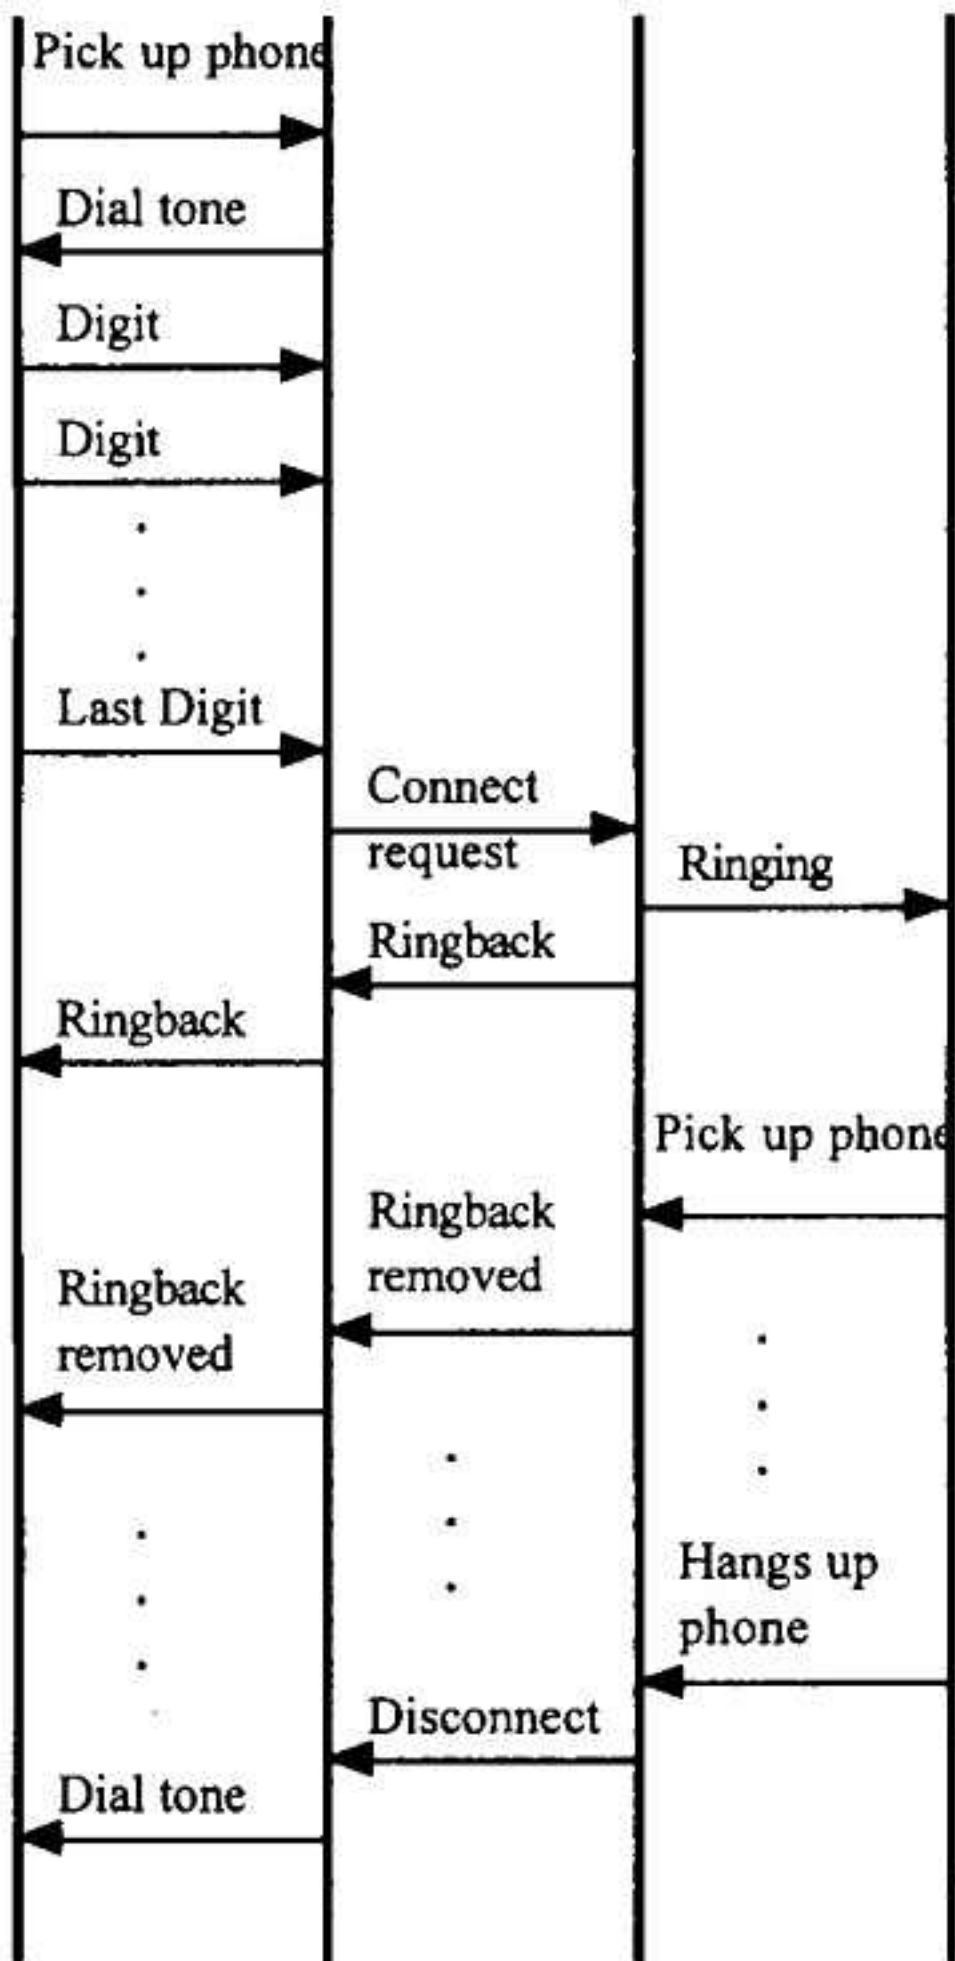 Pick up phone
Dial tone
Digit
Digit
Last Digit
Connect
request
Ringing
Ringback
Ringback
Pick up phone
Ringback
removed
Ringback
removed
Hangs up
phone
Disconnect
Dial tone